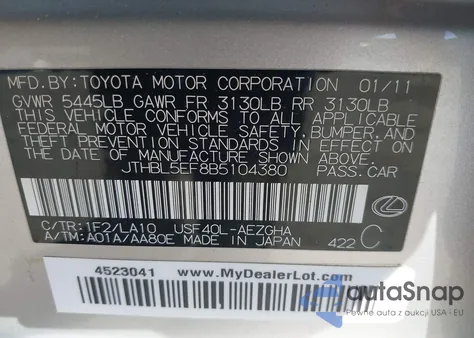 MFD.BY:TOYOTA MOTOR CORPORATION 01/11
GVWR 5445LB GAWR FR 3130LB RR 3130LB
THIS VEHICLE CONFORMS TO ALL APPLICABLE
FEDERAL MOTOR VEHICLE SAFETY,BUMPER,AND
THEFT PREVENTION STANDARDS IN EFFECT ON
THE DATE OF MANUFACTURE SHOWN ABOVE.
JTHBL5EF8B5104380 PASS.CAR
C/TR:1F2/LA10 USF40L-AEZGHA
A/TM:A01A/AA80E MADE IN JAPAN 422 C
4523041 www.MyDealerLot.com
autoSnap
Pewne auta z aukcji USA i EU